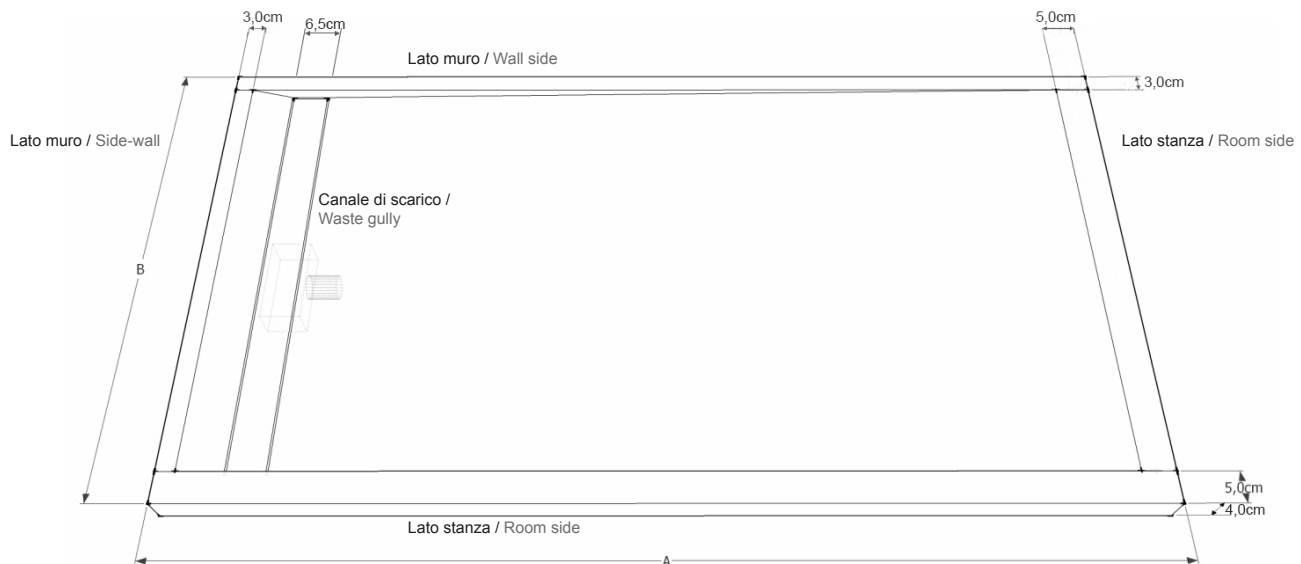 3,0cm
6,5cm
5,0cm
Lato muro / Wall side
3,0cm
Lato muro / Side-wall
Lato stanza / Room side
Canale di scarico /
Waste gully
B
5,0cm
4,0cm
Lato stanza / Room side
A